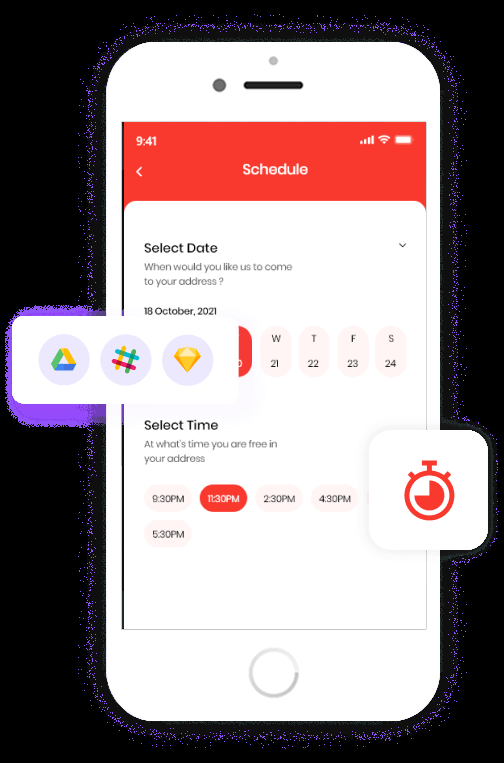 9:41
Schedule
Select Date
When would you like us to come
to your address ?
18 October, 2021
W T F S
21 22 23 24
Select Time
At what's time you are free in
your address
9:30PM 11:30PM 2:30PM 4:30PM
5:30PM